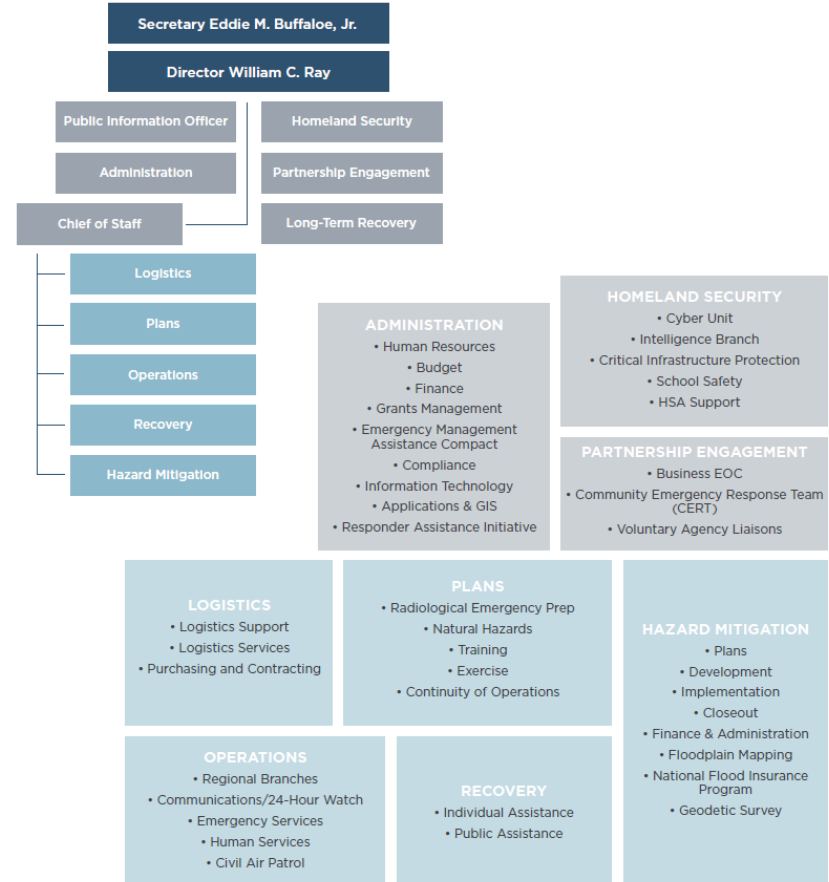 Secretary Eddie M. Buffaloe, Jr.
Director William C. Ray
Public Information Officer
Homeland Security
Administration
Partnership Engagement
Chief of Staff
Long-Term Recovery
Logistics
Plans
Operations
Recovery
Hazard Mitigation
ADMINISTRATION
• Human Resources
• Budget
• Finance
• Grants Management
• Emergency Management
Assistance Compact
• Compliance
• Information Technology
• Applications & GIS
• Responder Assistance Initiative
HOMELAND SECURITY
• Cyber Unit
• Intelligence Branch
• Critical Infrastructure Protection
• School Safety
• HSA Support
PARTNERSHIP ENGAGEMENT
• Business EOC
• Community Emergency Response Team
(CERT)
• Voluntary Agency Liaisons
LOGISTICS
• Logistics Support
• Logistics Services
• Purchasing and Contracting
PLANS
• Radiological Emergency Prep
• Natural Hazards
• Training
• Exercise
• Continuity of Operations
HAZARD MITIGATION
• Plans
• Development
• Implementation
• Closeout
• Finance & Administration
• Floodplain Mapping
• National Flood Insurance
Program
• Geodetic Survey
OPERATIONS
• Regional Branches
• Communications/24-Hour Watch
• Emergency Services
• Human Services
• Civil Air Patrol
RECOVERY
• Individual Assistance
• Public Assistance